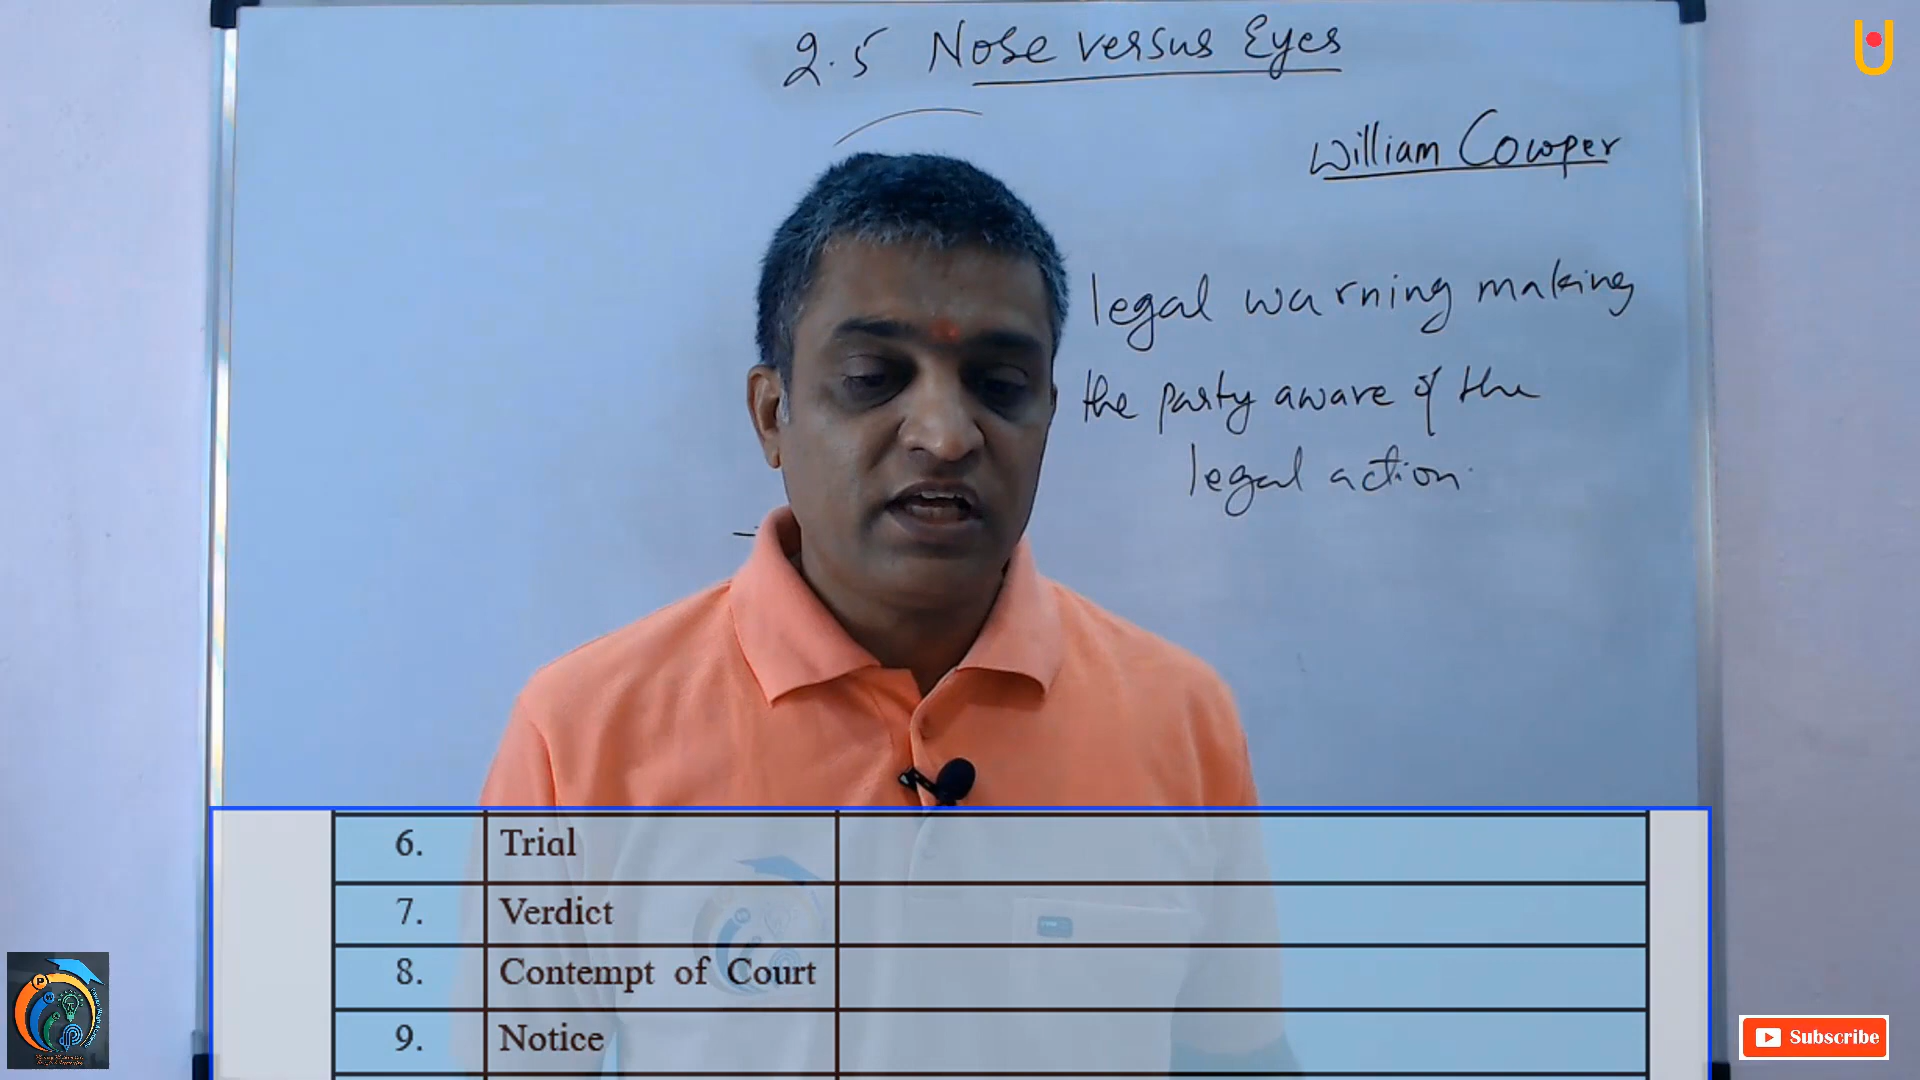 2.5 Nose versus Eyes
William Cowper
legal warning making
the party aware of the
legal action.
6. Trial
7. Verdict
8. Contempt of Court
9. Notice
Subscribe